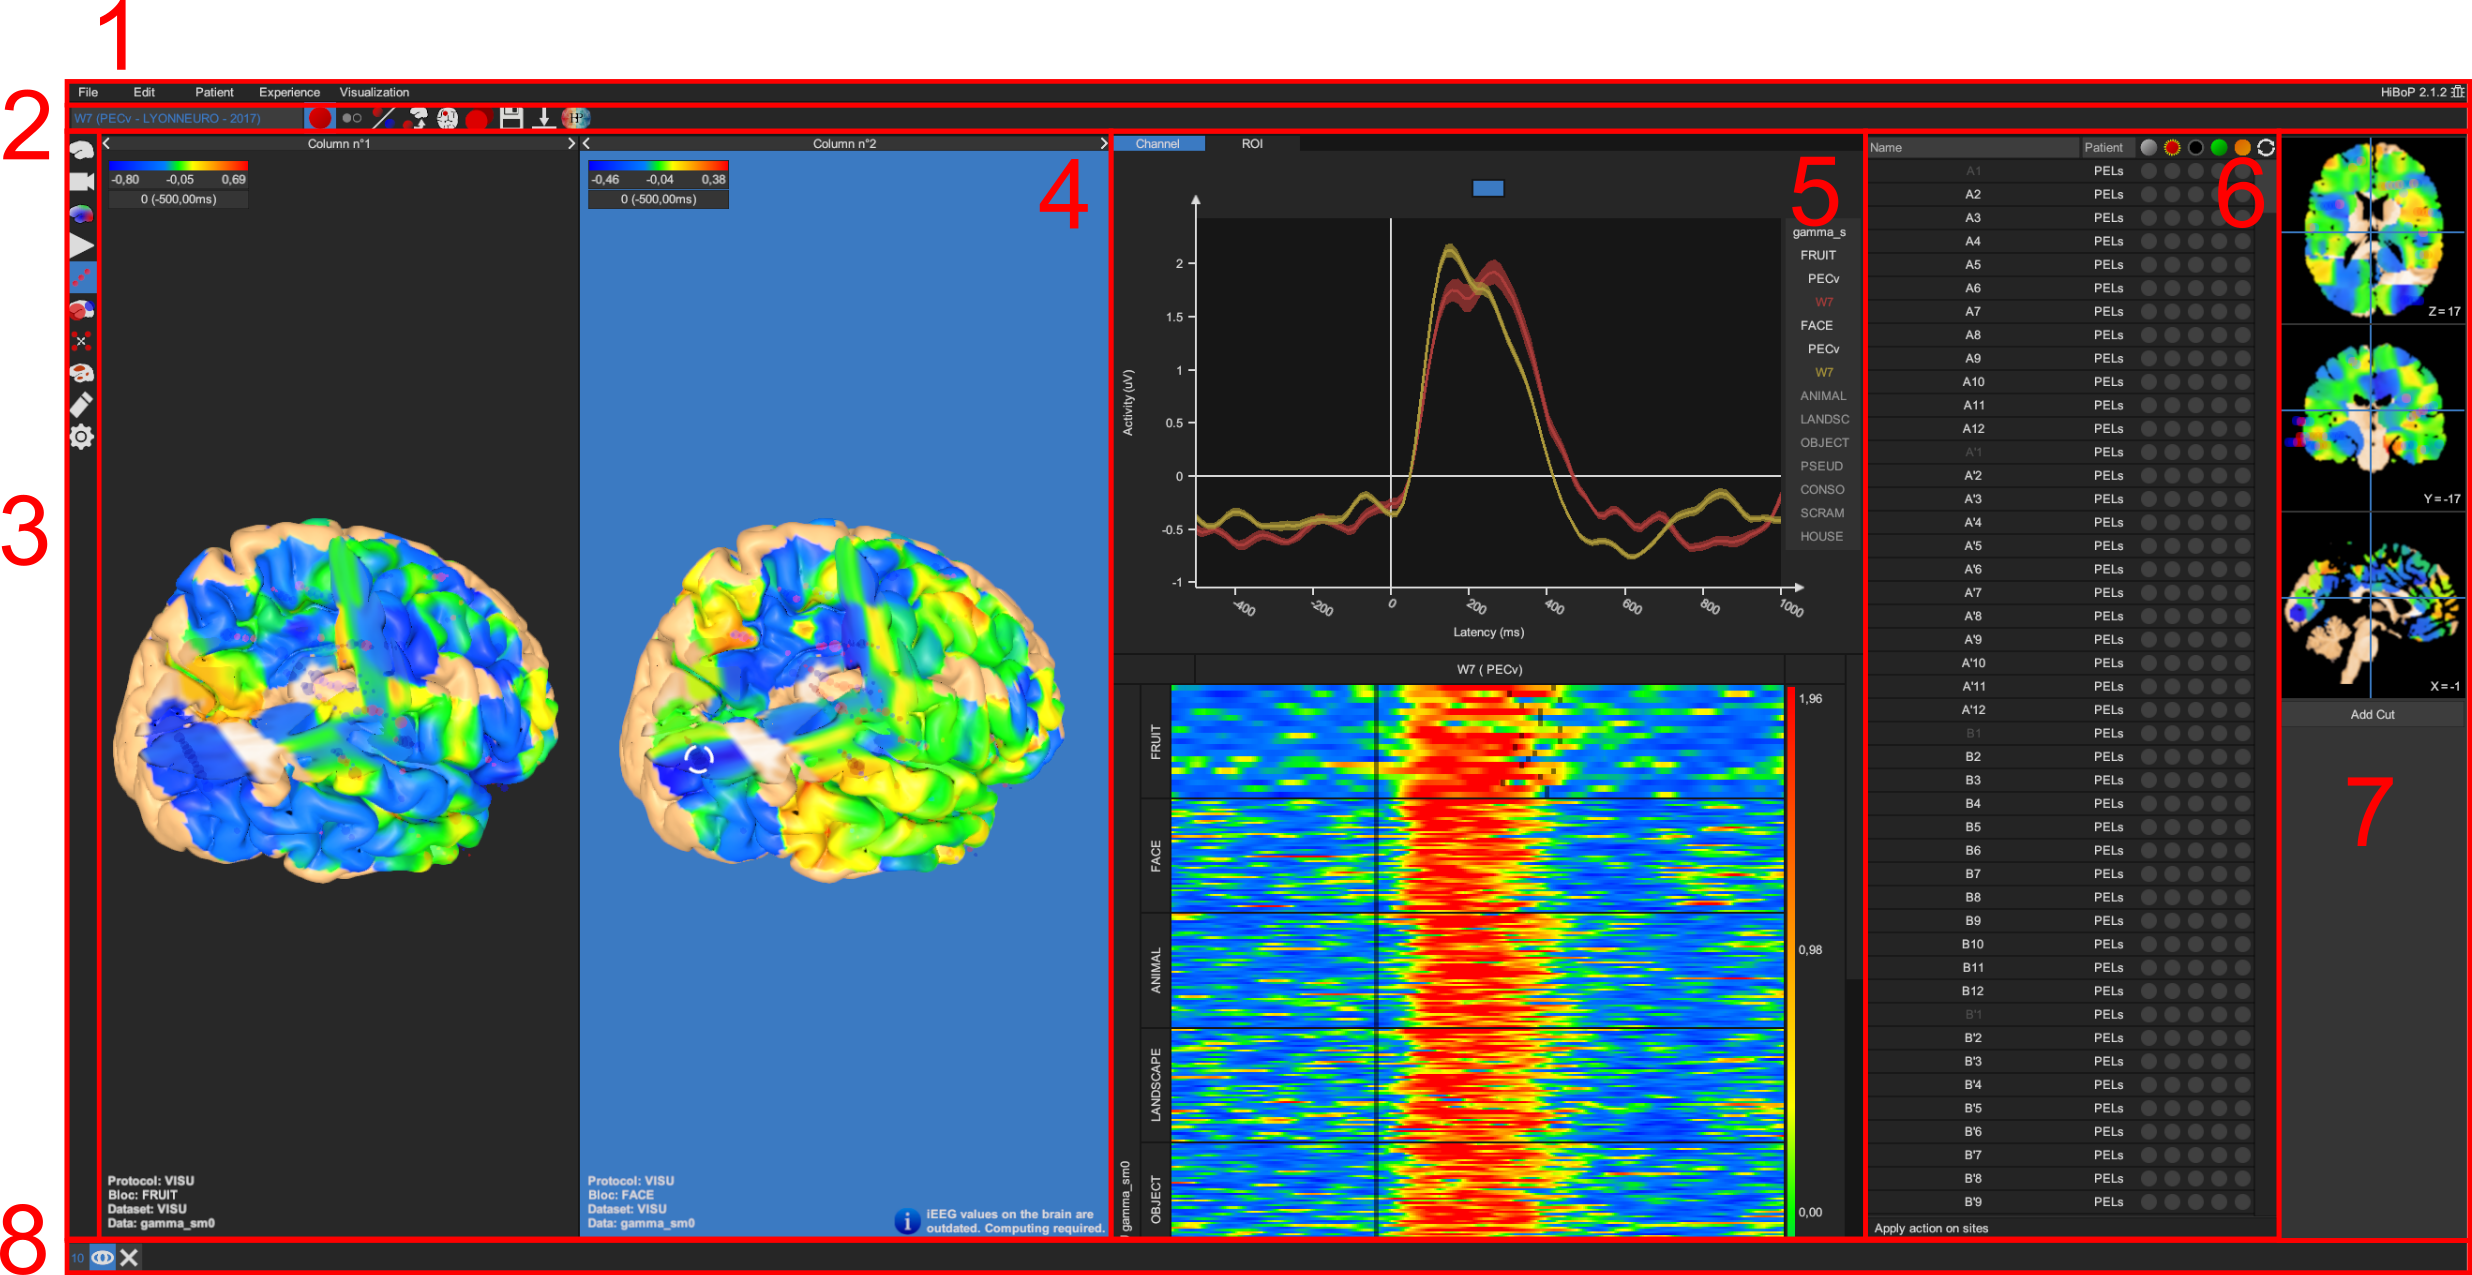 1
File Edit Patient Experience Visualization HiBoP 2.1.2
2
W7 (PECv - LYONNEURO - 2017)
3
Column n°1
-0,80 -0,05 0,69
0 (-500,00ms)
Protocol: VISU
Bloc: FRUIT
Dataset: VISU
Data: gamma_sm0
Column n°2
-0,46 -0,04 0,38
0 (-500,00ms)
4
Protocol: VISU
Bloc: FACE
Dataset: VISU
Data: gamma_sm0
i
iEEG values on the brain are
outdated. Computing required.
Channel ROI
5
Activity (uV)
2
1.5
1
0.5
0
-0.5
-1
-400 -200 0 200 400 600 800 1000
Latency (ms)
gamma_s
FRUIT
PECv
W7
FACE
PECv
W7
ANIMAL
LANDSC
OBJECT
PSEUD
CONSO
SCRAM
HOUSE
W7 ( PECv)
gamma_sm0
FRUIT
FACE
ANIMAL
LANDSCAPE
OBJECT
1,96
0,98
0,00
Name Patient
6
A1 PELs
A2 PELs
A3 PELs
A4 PELs
A5 PELs
A6 PELs
A7 PELs
A8 PELs
A9 PELs
A10 PELs
A11 PELs
A12 PELs
A'1 PELs
A'2 PELs
A'3 PELs
A'4 PELs
A'5 PELs
A'6 PELs
A'7 PELs
A'8 PELs
A'9 PELs
A'10 PELs
A'11 PELs
A'12 PELs
B1 PELs
B2 PELs
B3 PELs
B4 PELs
B5 PELs
B6 PELs
B7 PELs
B8 PELs
B9 PELs
B10 PELs
B11 PELs
B12 PELs
B'1 PELs
B'2 PELs
B'3 PELs
B'4 PELs
B'5 PELs
B'6 PELs
B'7 PELs
B'8 PELs
B'9 PELs
Apply action on sites
Z = 17
Y = -17
X = -1
Add Cut
7
8
10